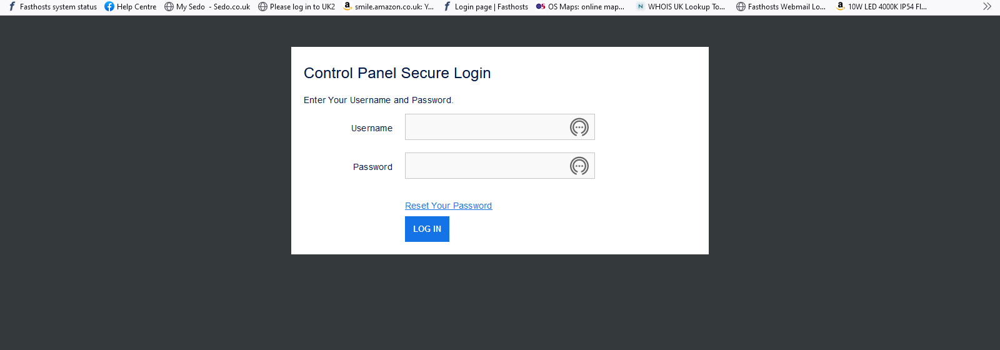 Fasthosts system status Help Centre My Sedo - Sedo.co.uk Please log in to UK2 smile.amazon.co.uk: Y... Login page | Fasthosts OS Maps: online map... WHOIS UK Lookup To... Fasthosts Webmail Lo... 10W LED 4000K IP54 Fl...
Control Panel Secure Login
Enter Your Username and Password.
Username
Password
Reset Your Password
LOG IN